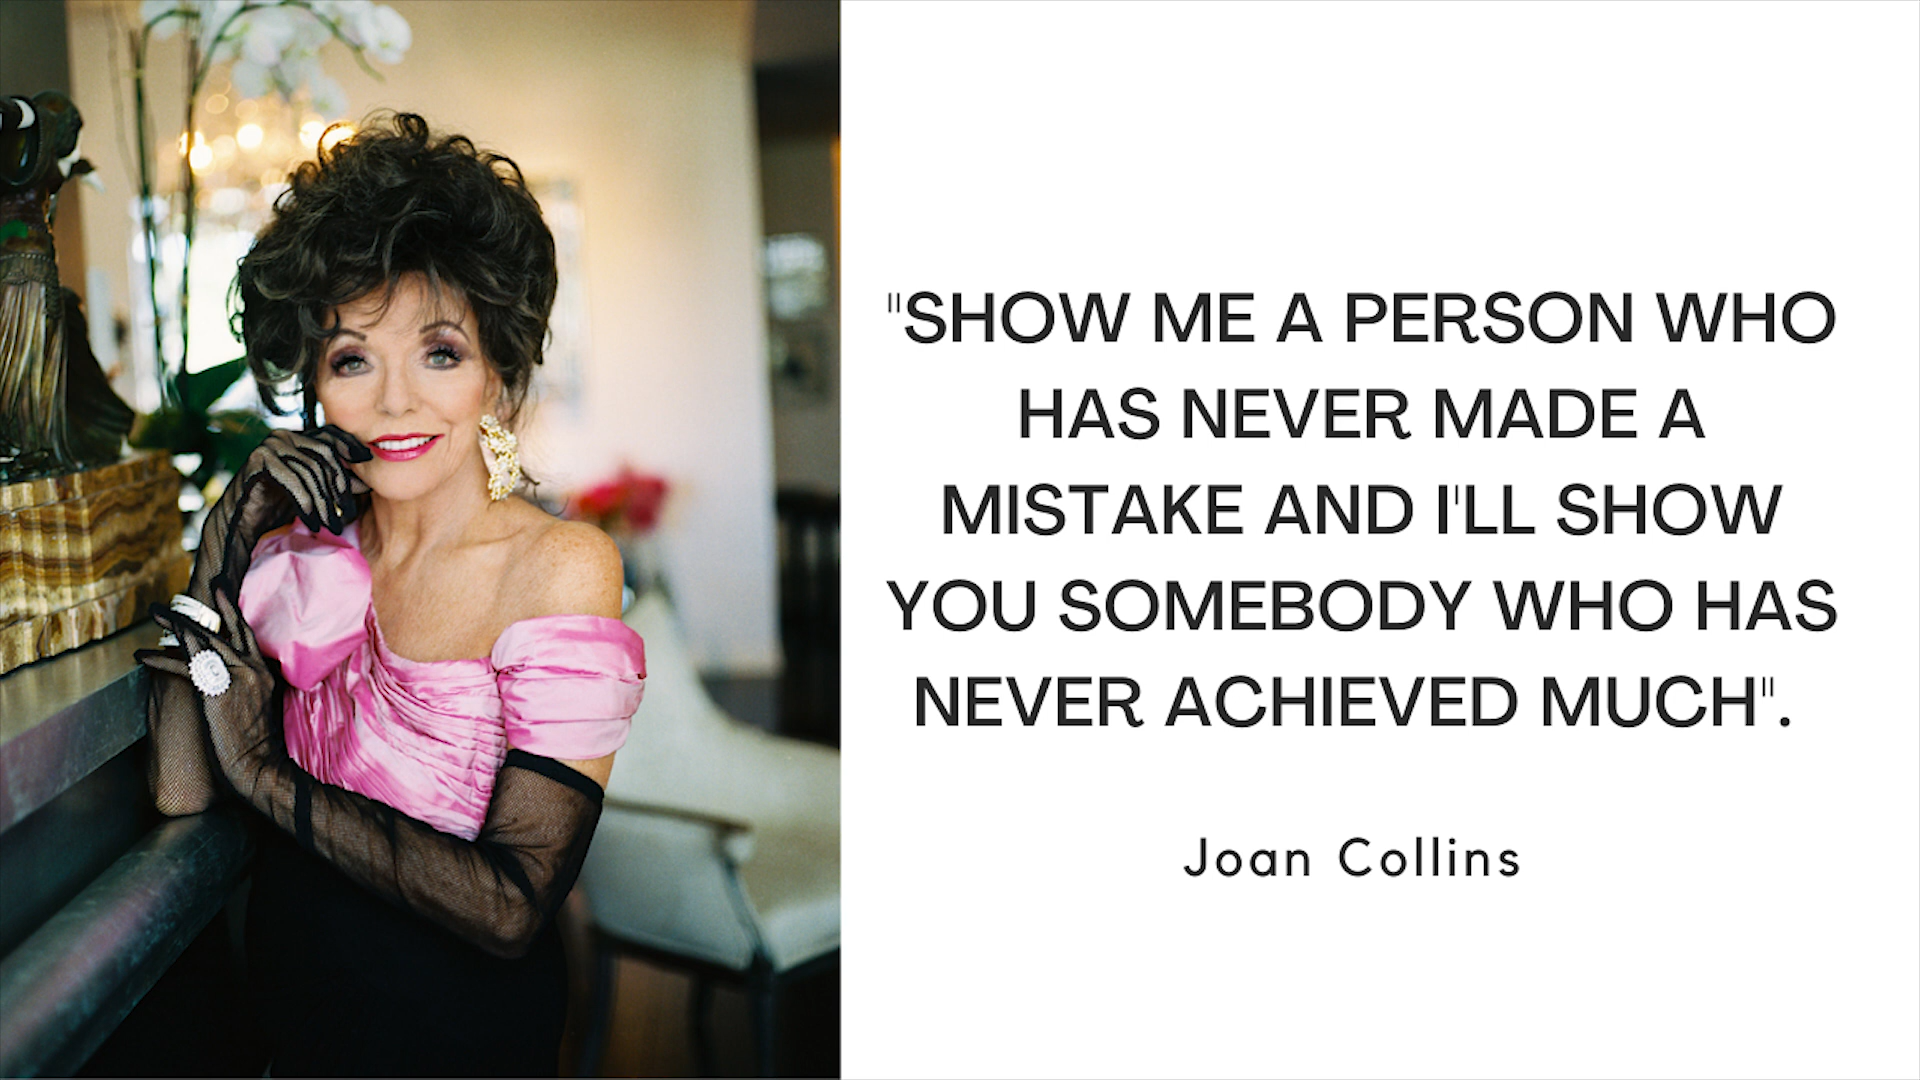 "SHOW ME A PERSON WHO
HAS NEVER MADE A
MISTAKE AND I'LL SHOW
YOU SOMEBODY WHO HAS
NEVER ACHIEVED MUCH".
Joan Collins